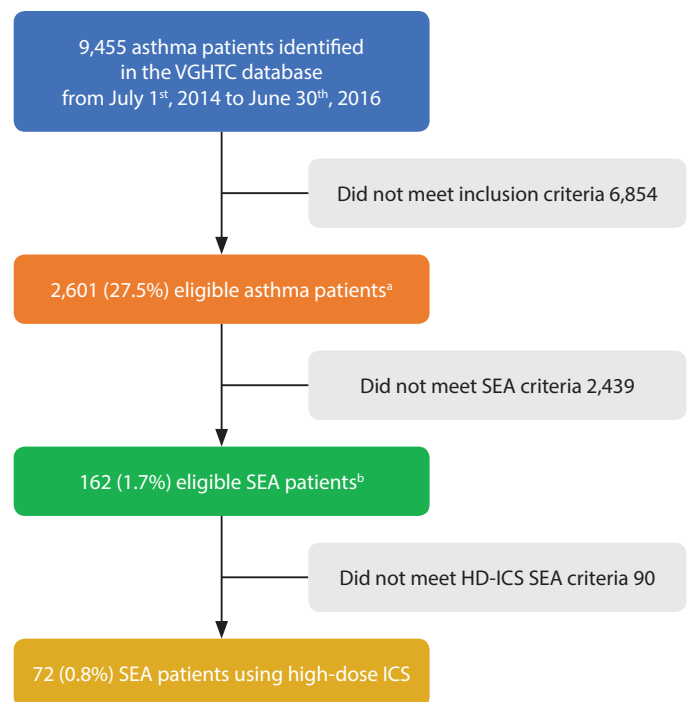 9,455 asthma patients identified
in the VGHTC database
from July 1st, 2014 to June 30th, 2016
Did not meet inclusion criteria 6,854
2,601 (27.5%) eligible asthma patientsa
Did not meet SEA criteria 2,439
162 (1.7%) eligible SEA patientsb
Did not meet HD-ICS SEA criteria 90
72 (0.8%) SEA patients using high-dose ICS